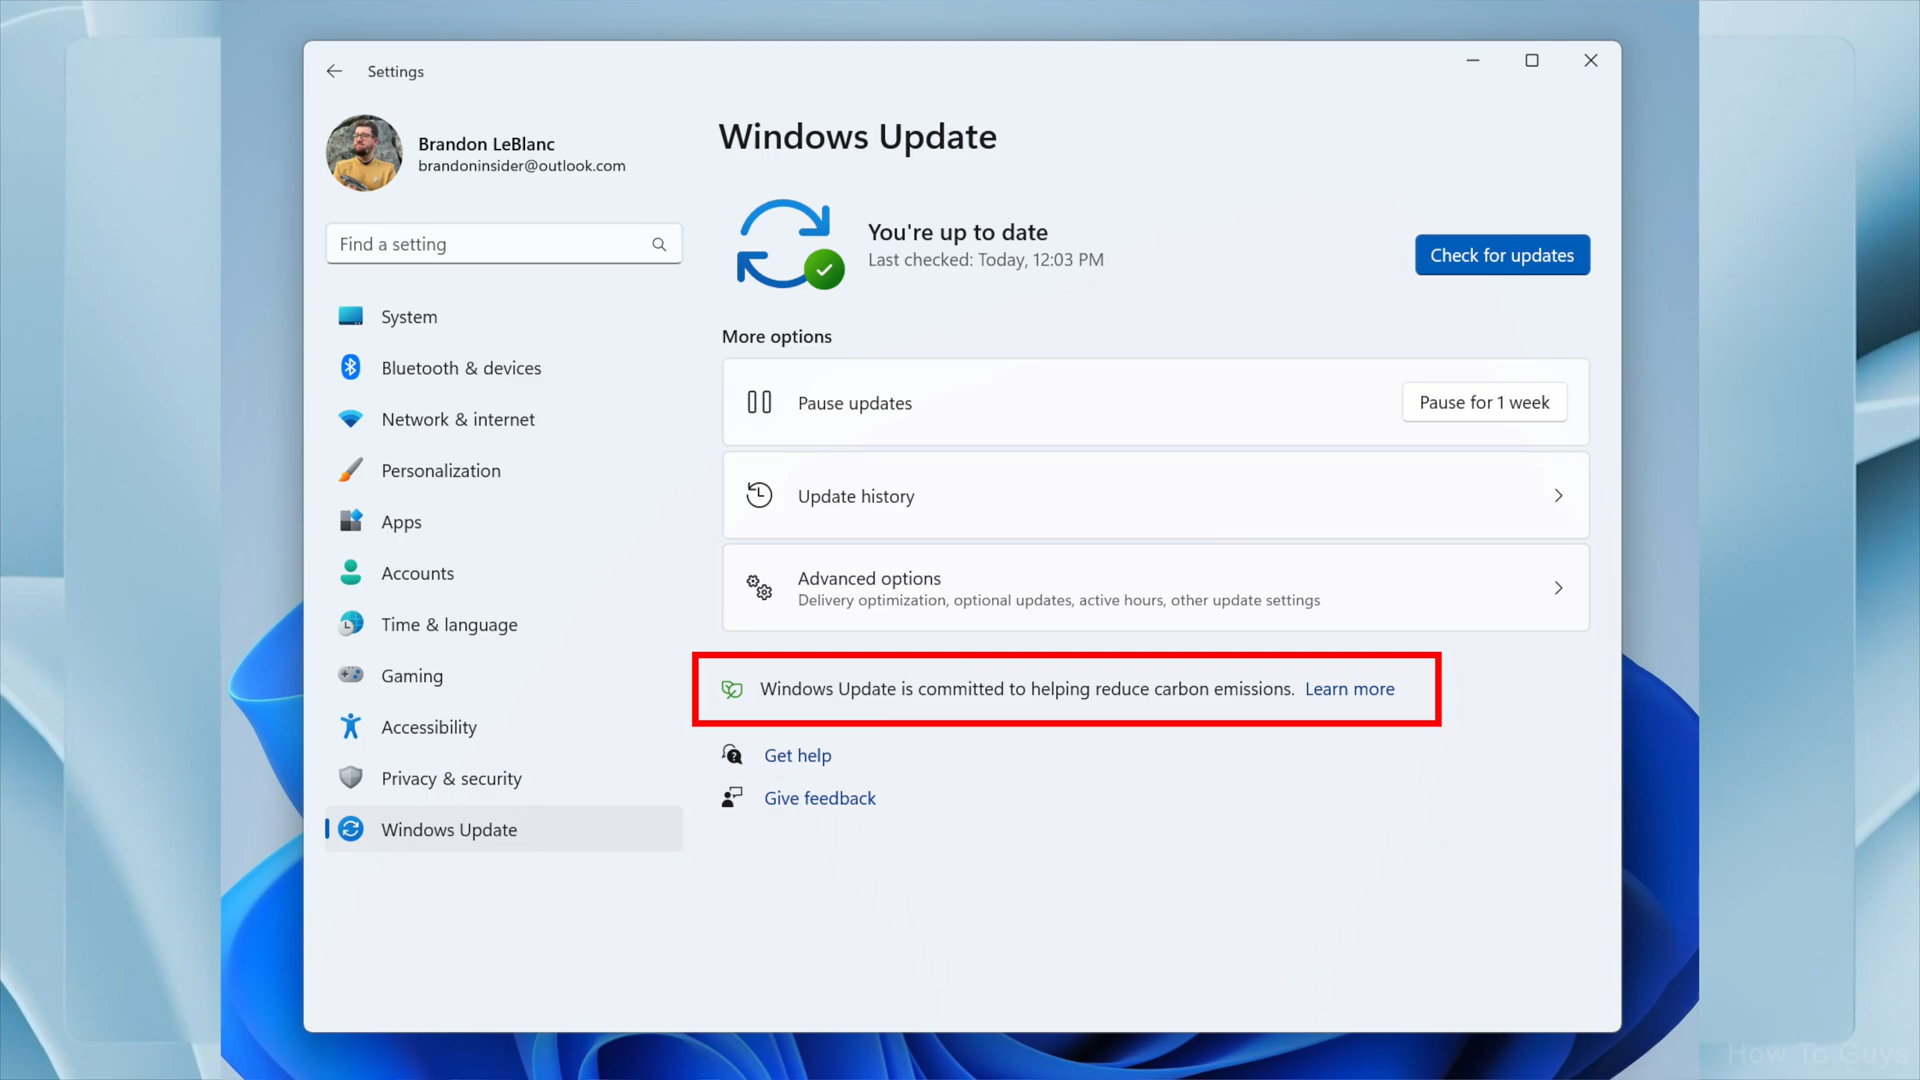 Settings
Brandon LeBlanc
brandoninsider@outlook.com
Find a setting
System
Bluetooth & devices
Network & internet
Personalization
Apps
Accounts
Time & language
Gaming
Accessibility
Privacy & security
Windows Update
Windows Update
You're up to date
Last checked: Today, 12:03 PM
Check for updates
More options
Pause updates
Pause for 1 week
Update history
Advanced options
Delivery optimization, optional updates, active hours, other update settings
Windows Update is committed to helping reduce carbon emissions. Learn more
Get help
Give feedback
How To Guys